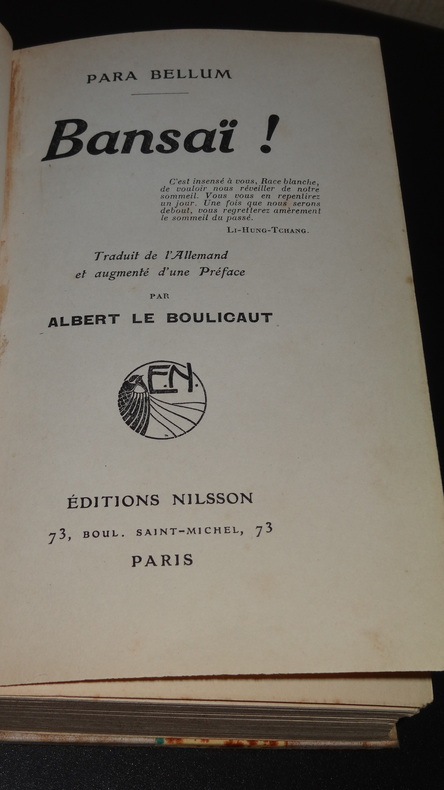 PARA BELLUM
Bansaï !
C'est insensé à vous, Race blanche,
de vouloir nous réveiller de notre
sommeil. Vous vous en repentirez
un jour. Une fois que nous serons
debout, vous regretterez amèrement
le sommeil du passé.
LI-HUNG-TCHANG.
Traduit de l'Allemand
et augmenté d'une Préface
PAR
ALBERT LE BOULICAUT
E.N.
ÉDITIONS NILSSON
73, BOUL. SAINT-MICHEL, 73
PARIS